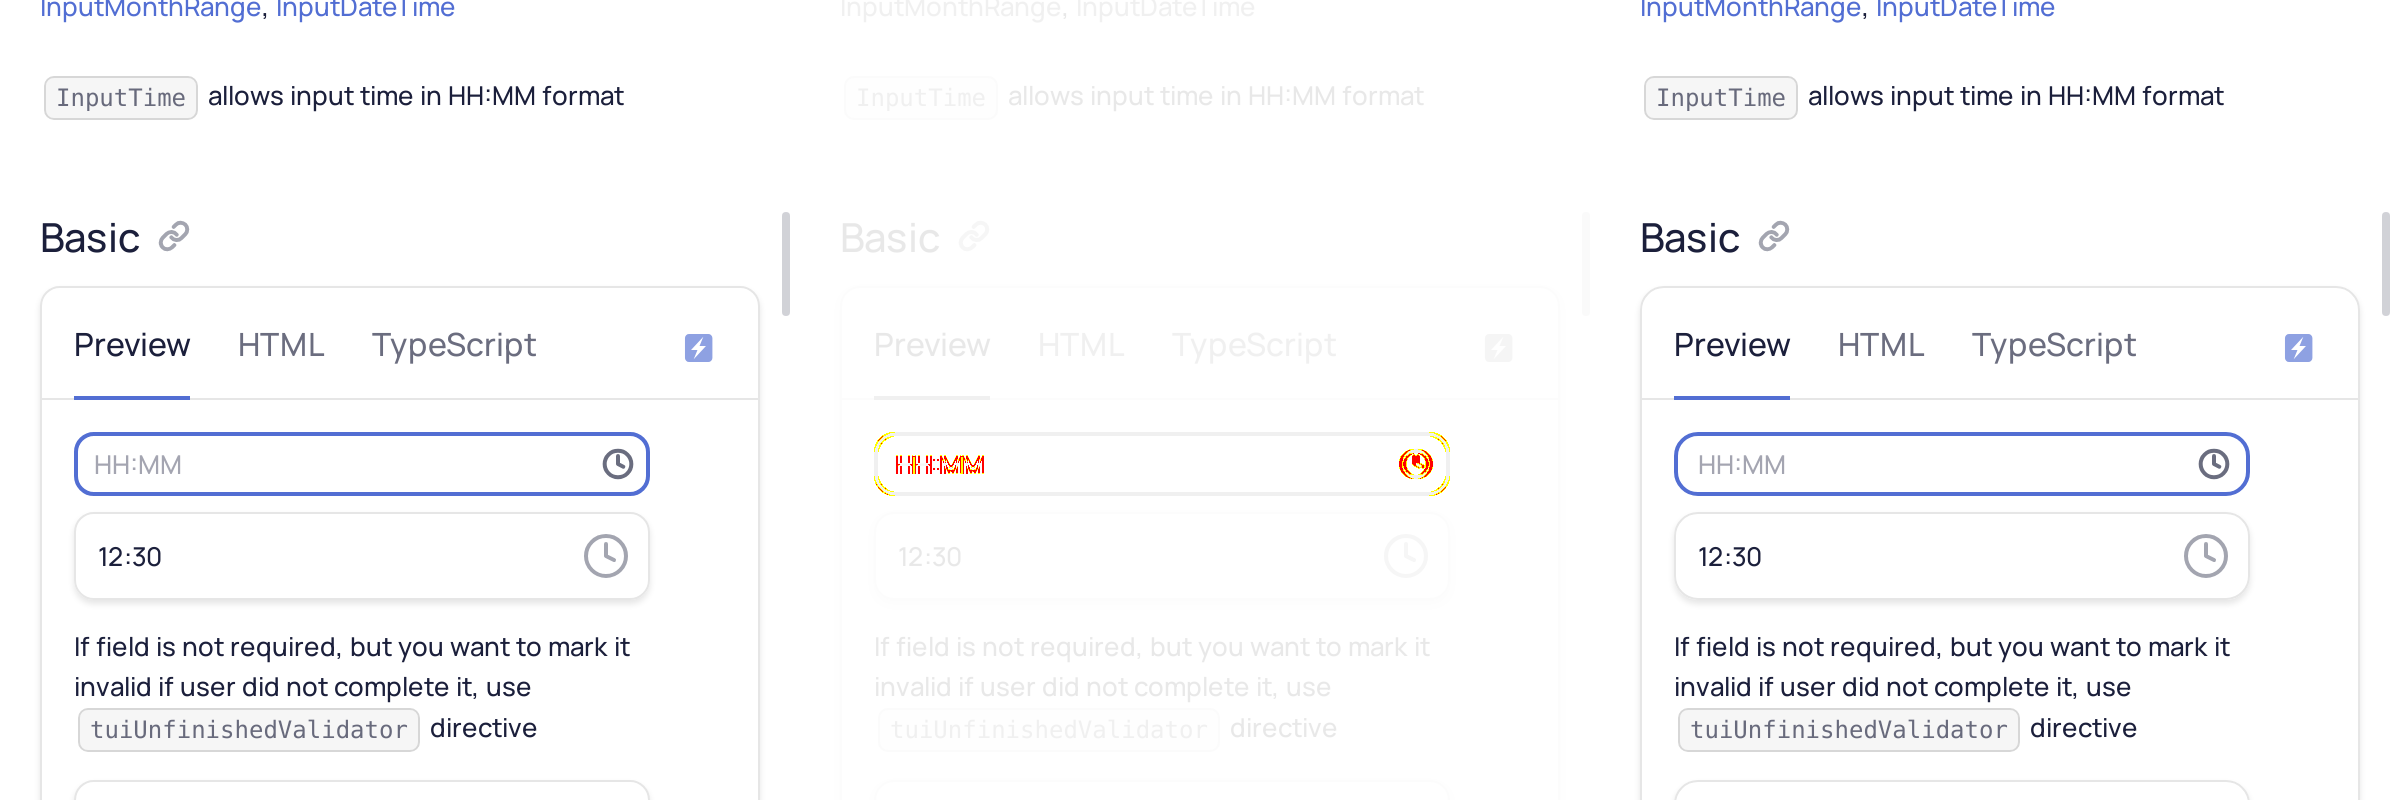 InputMonthRange, InputDateTime
InputTime allows input time in HH:MM format
Basic
Preview HTML TypeScript
HH:MM
12:30
If field is not required, but you want to mark it
invalid if user did not complete it, use
tuiUnfinishedValidator directive
InputMonthRange, InputDateTime
InputTime allows input time in HH:MM format
Basic
Preview HTML TypeScript
HH:MM
12:30
If field is not required, but you want to mark it
invalid if user did not complete it, use
tuiUnfinishedValidator directive
InputMonthRange, InputDateTime
InputTime allows input time in HH:MM format
Basic
Preview HTML TypeScript
HH:MM
12:30
If field is not required, but you want to mark it
invalid if user did not complete it, use
tuiUnfinishedValidator directive